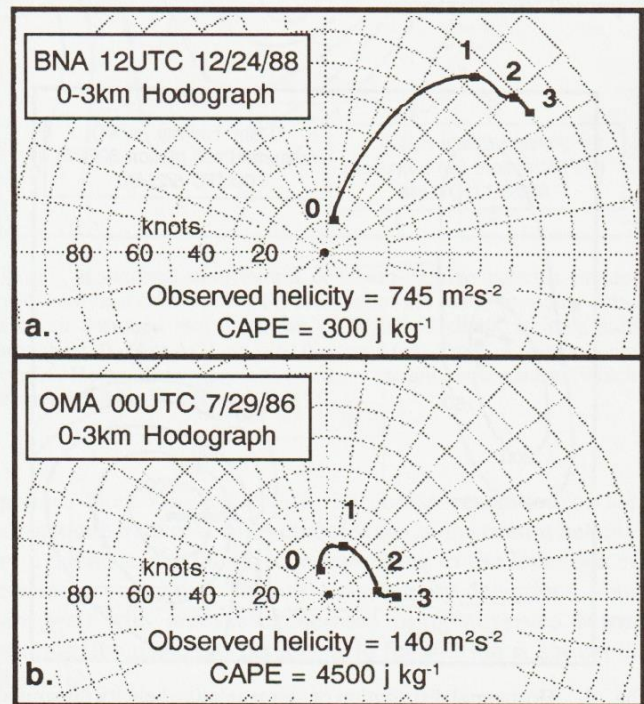 BNA 12UTC 12/24/88
0-3km Hodograph
1
2
3
0
knots
80 60 40 20
Observed helicity = 745 m²s⁻²
CAPE = 300 j kg⁻¹
a.
OMA 00UTC 7/29/86
0-3km Hodograph
1
0
2
3
knots
80 60 40 20
Observed helicity = 140 m²s⁻²
CAPE = 4500 j kg⁻¹
b.